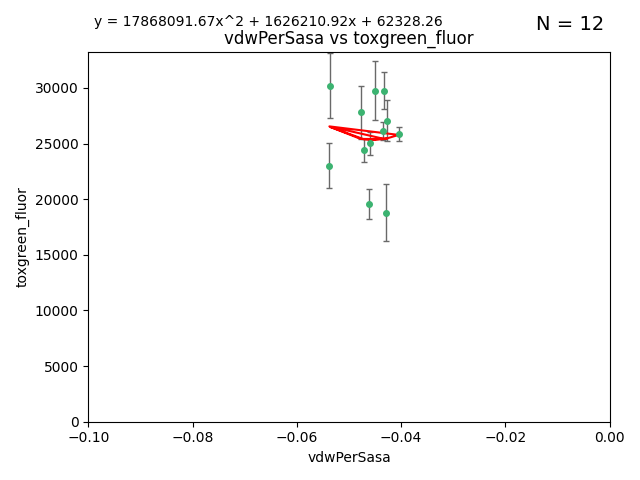 y = 17868091.67x^2 + 1626210.92x + 62328.26
N = 12
vdwPerSasa vs toxgreen_fluor
toxgreen_fluor
30000
25000
20000
15000
10000
5000
0
−0.10
−0.08
−0.06
−0.04
−0.02
0.00
vdwPerSasa